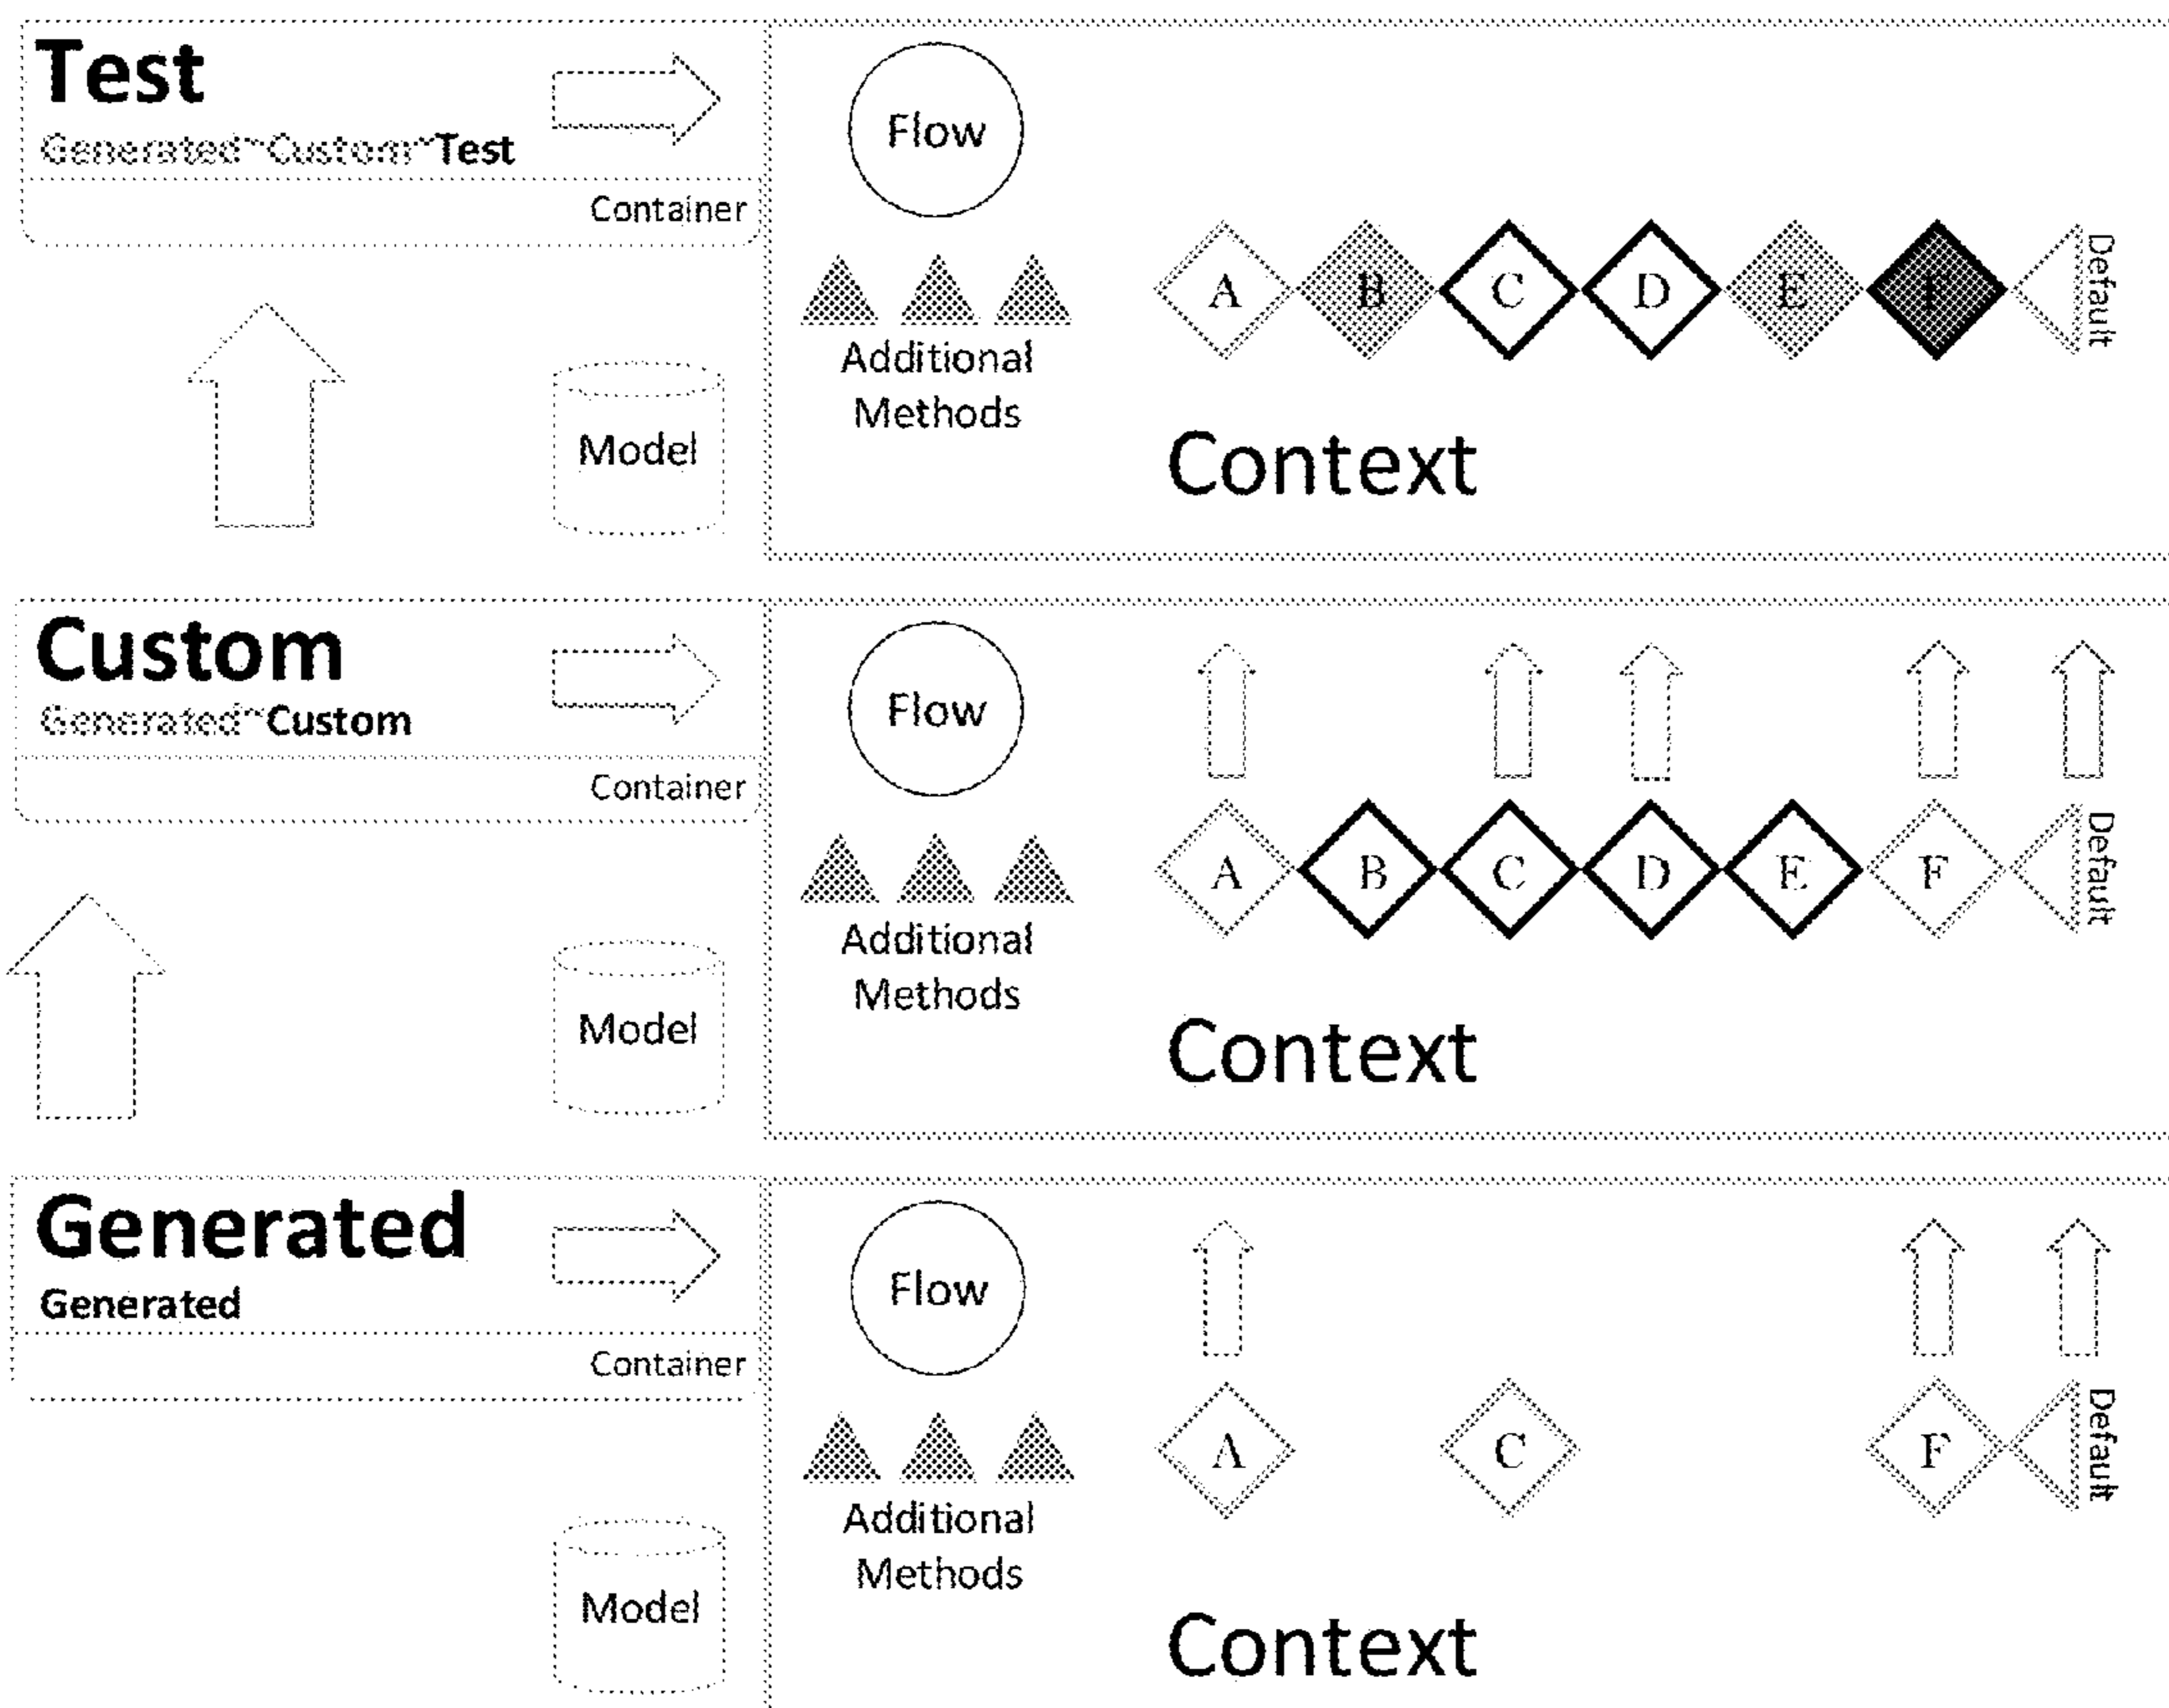 Test
Generated~Custom~Test
Container
Flow
Additional
Methods
Model
A
B
C
D
E
Default
Context
Custom
Generated~Custom
Container
Flow
Additional
Methods
Model
A
B
C
D
E
F
Default
Context
Generated
Generated
Container
Flow
Additional
Methods
Model
A
C
F
Default
Context